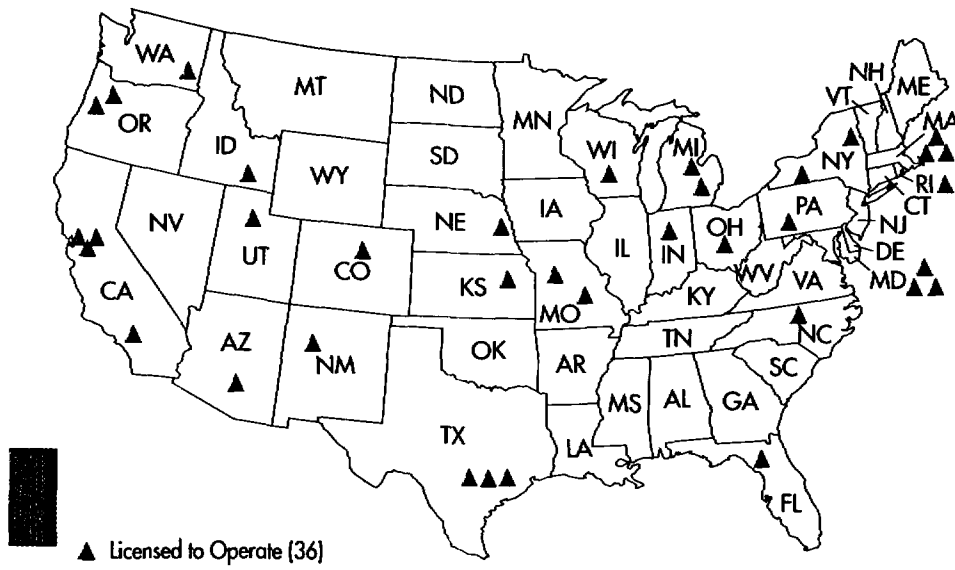 WA
MT
ND
MN
OR
ID
WY
SD
WI
MI
NH
VT
ME
MA
NY
RI
CT
NV
UT
CO
NE
IA
IL
IN
OH
PA
NJ
DE
MD
CA
KS
MO
KY
WV
VA
AZ
NM
OK
AR
TN
NC
SC
TX
LA
MS
AL
GA
FL
Licensed to Operate (36)